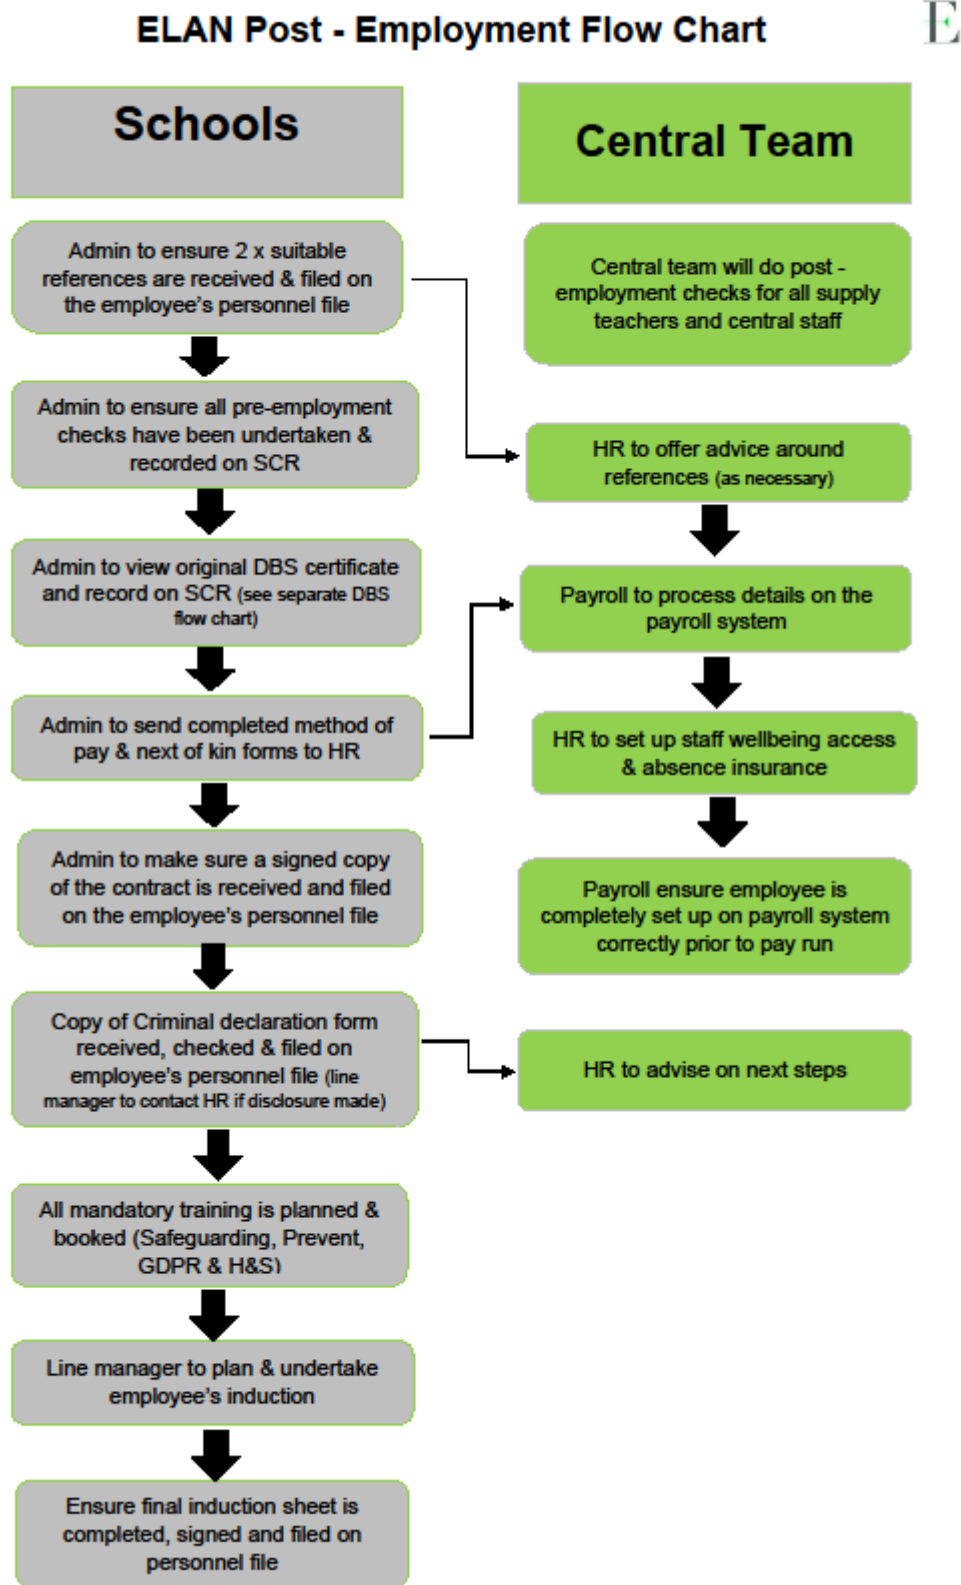 ELAN Post - Employment Flow Chart
E
Schools
Admin to ensure 2 x suitable
references are received & filed on
the employee's personnel file
Admin to ensure all pre-employment
checks have been undertaken &
recorded on SCR
Admin to view original DBS certificate
and record on SCR (see separate DBS
flow chart)
Admin to send completed method of
pay & next of kin forms to HR
Admin to make sure a signed copy
of the contract is received and filed
on the employee's personnel file
Copy of Criminal declaration form
received, checked & filed on
employee's personnel file (line
manager to contact HR if disclosure made)
All mandatory training is planned &
booked (Safeguarding, Prevent,
GDPR & H&S)
Line manager to plan & undertake
employee's induction
Ensure final induction sheet is
completed, signed and filed on
personnel file
Central Team
Central team will do post -
employment checks for all supply
teachers and central staff
HR to offer advice around
references (as necessary)
Payroll to process details on the
payroll system
HR to set up staff wellbeing access
& absence insurance
Payroll ensure employee is
completely set up on payroll system
correctly prior to pay run
HR to advise on next steps